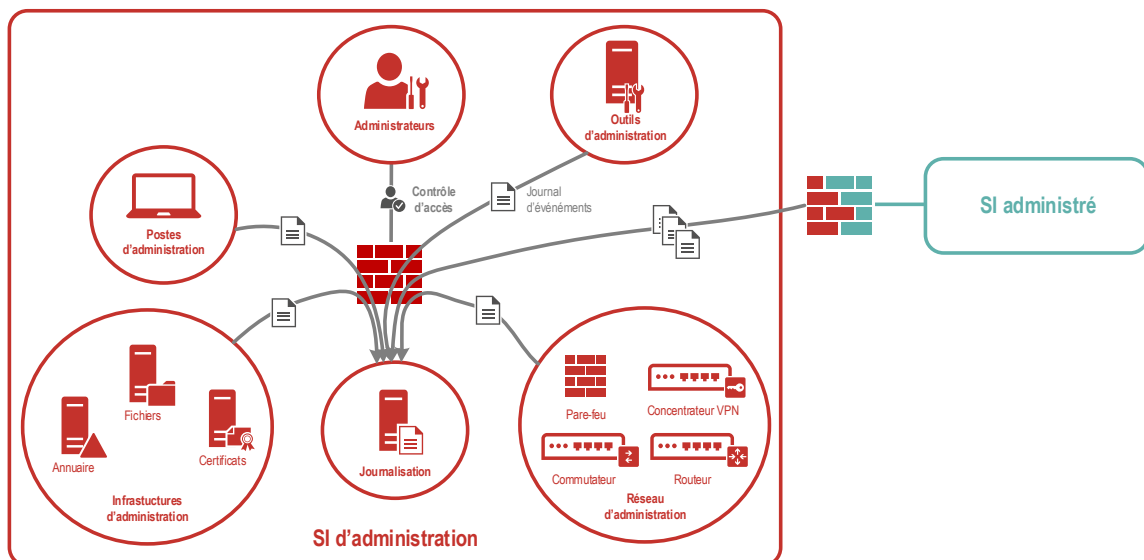 Administrateurs
Outils
d'administration
Contrôle
d'accès
Journal
d'événéments
Postes
d'administration
SI administré
Fichiers
Annuaire
Certificats
Infrastuctures
d'administration
Journalisation
Pare-feu
Concentrateur VPN
Commutateur
Routeur
Réseau
d'administration
SI d’administration